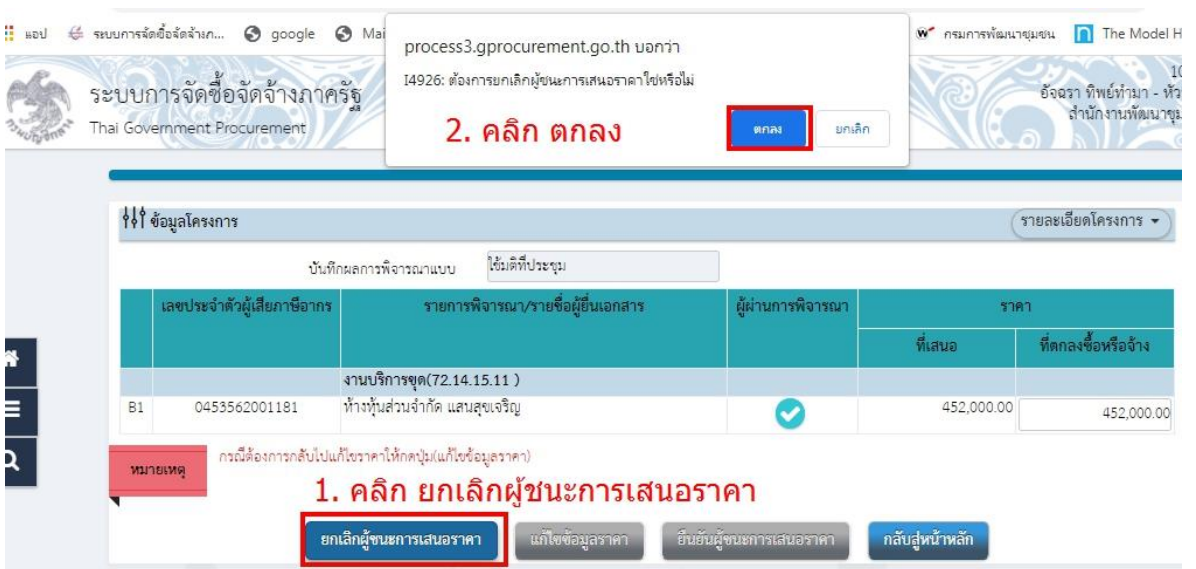 แอป ระบบการจัดซื้อจัดจ้างภ... google Mai
กรมการพัฒนาชุมชน The Model H
process3.gprocurement.go.th บอกว่า
I4926: ต้องการยกเลิกผู้ชนะการเสนอราคาใช่หรือไม่
2. คลิก ตกลง
ตกลง ยกเลิก
ระบบการจัดซื้อจัดจ้างภาครัฐ
Thai Government Procurement
10
อัจฉรา ทิพย์ทำมา - หัว
สำนักงานพัฒนาชุม
ข้อมูลโครงการ
รายละเอียดโครงการ
บันทึกผลการพิจารณาแบบ ใช้มติที่ประชุม
เลขประจำตัวผู้เสียภาษีอากร รายการพิจารณา/รายชื่อผู้ยื่นเอกสาร ผู้ผ่านการพิจารณา ราคา
ที่เสนอ ที่ตกลงซื้อหรือจ้าง
งานบริการขุด(72.14.15.11 )
B1 0453562001181 ห้างหุ้นส่วนจำกัด แสนสุขเจริญ 452,000.00 452,000.00
หมายเหตุ กรณีต้องการกลับไปแก้ไขราคาให้กดปุ่ม(แก้ไขข้อมูลราคา)
1. คลิก ยกเลิกผู้ชนะการเสนอราคา
ยกเลิกผู้ชนะการเสนอราคา แก้ไขข้อมูลราคา ยืนยันผู้ชนะการเสนอราคา กลับสู่หน้าหลัก